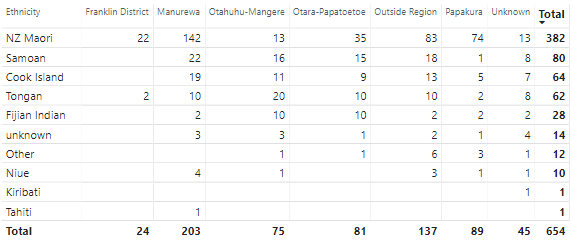 Ethnicity Franklin District Manurewa Otahuhu-Mangere Otara-Papatoetoe Outside Region Papakura Unknown Total
NZ Maori 22 142 13 35 83 74 13 382
Samoan 22 16 15 18 1 8 80
Cook Island 19 11 9 13 5 7 64
Tongan 2 10 20 10 10 2 8 62
Fijian Indian 2 10 10 2 2 2 28
unknown 3 3 1 2 1 4 14
Other 1 1 6 3 1 12
Niue 4 1 3 1 1 10
Kiribati 1 1
Tahiti 1 1
Total 24 203 75 81 137 89 45 654